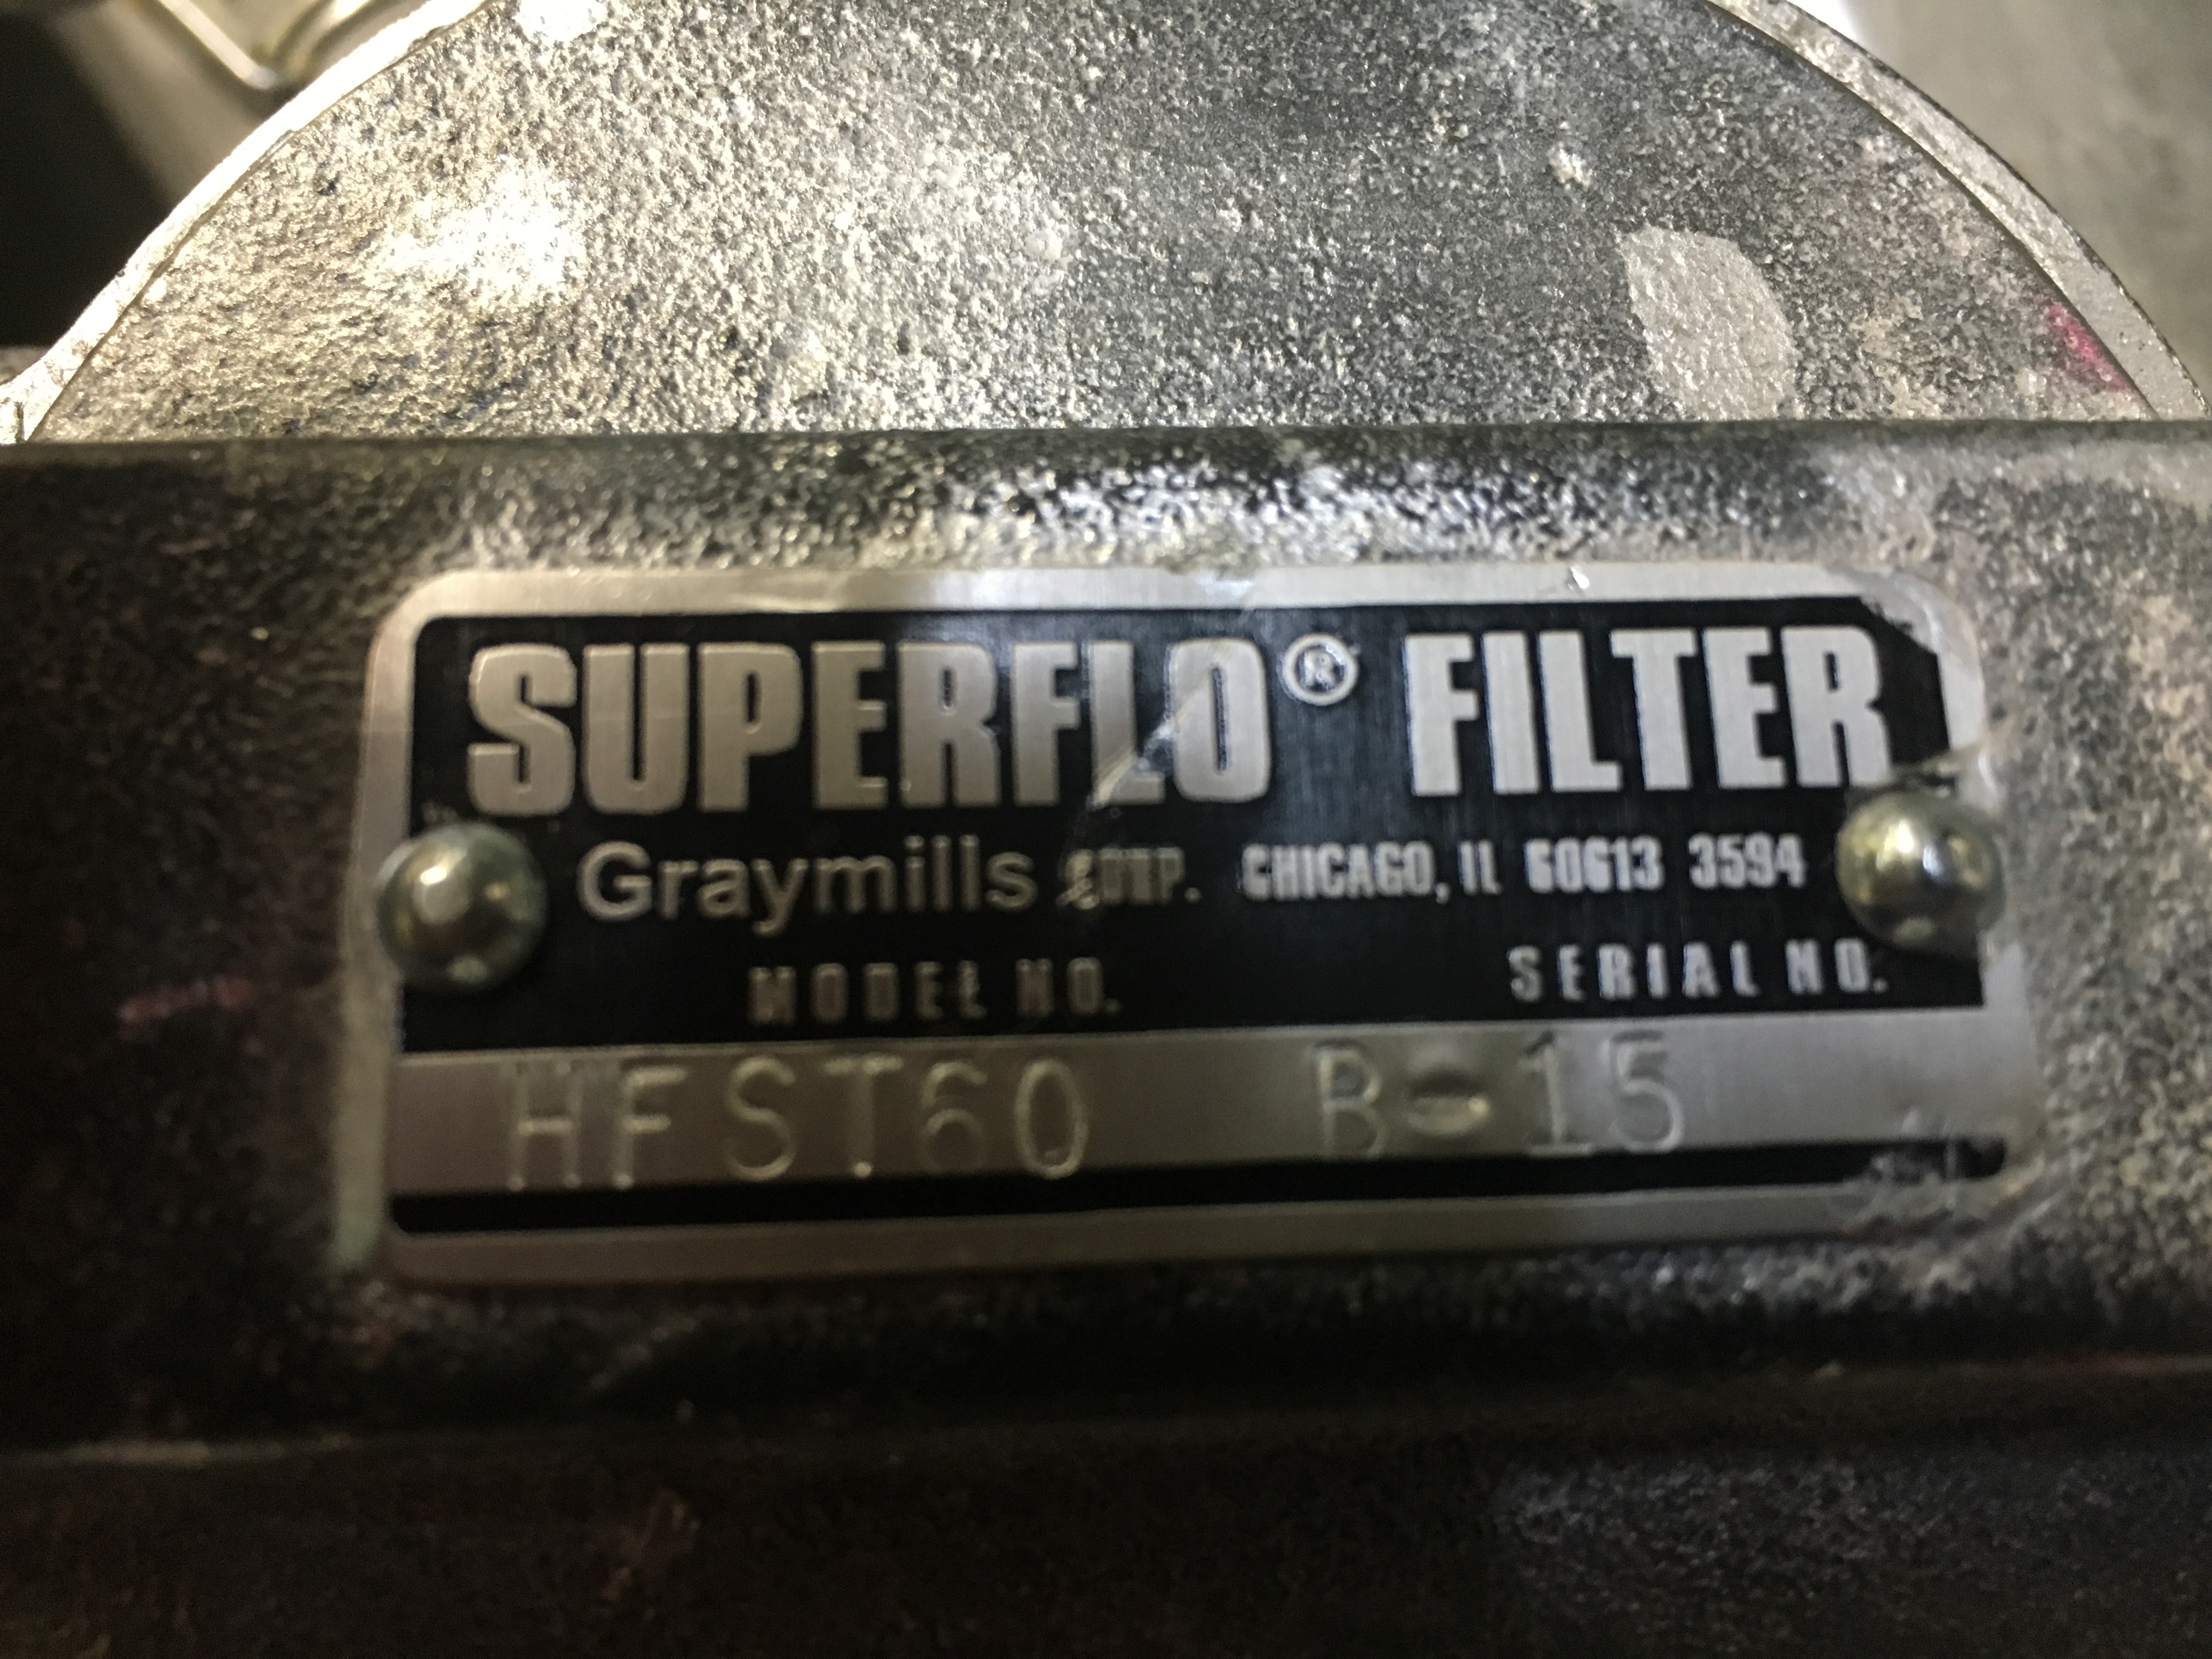 SUPERFLO® FILTER
Graymills CORP. CHICAGO, IL 60613 3594
MODEL NO. SERIAL NO.
HFST60 B-15